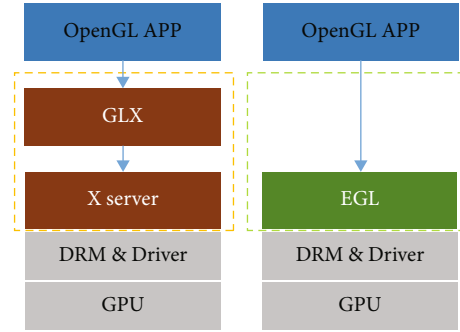 OpenGL APP
GLX
X server
DRM & Driver
GPU
OpenGL APP
EGL
DRM & Driver
GPU